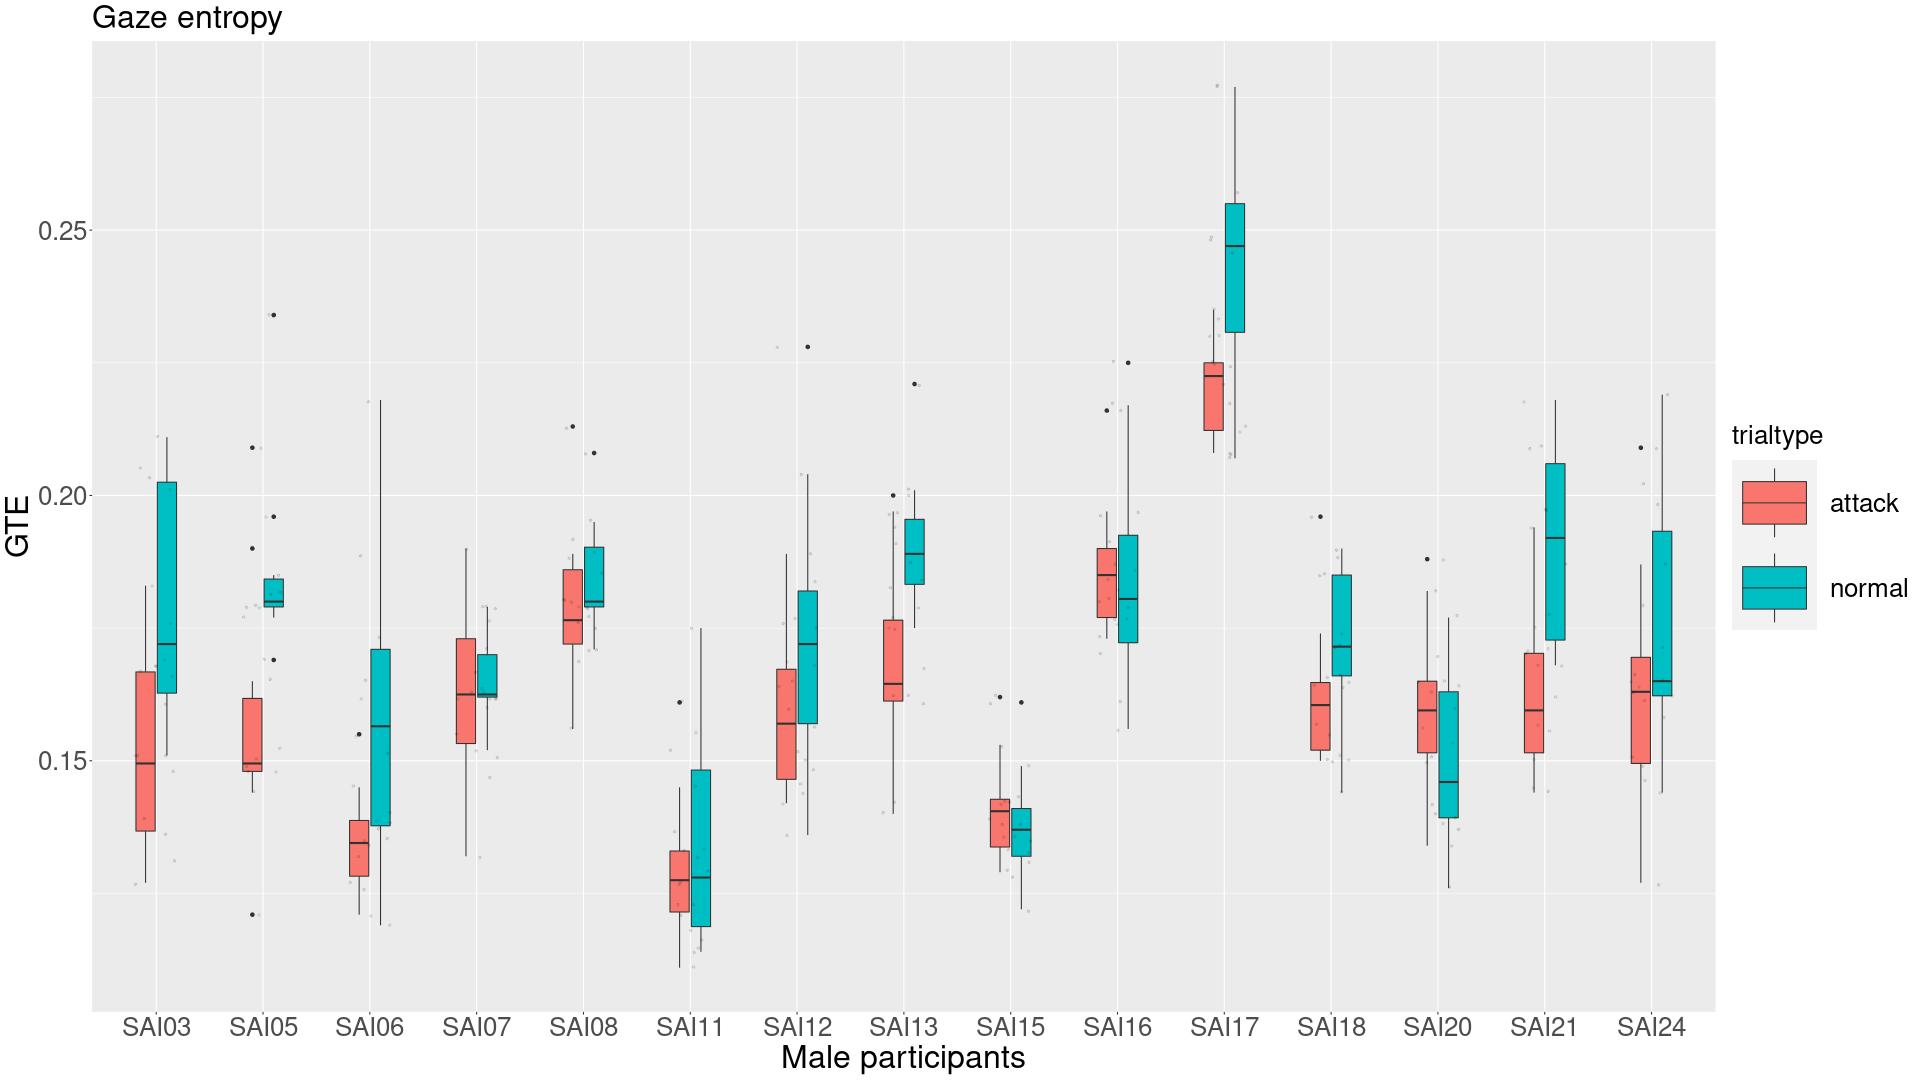 Gaze entropy
GTE
0.25
0.20
0.15
SAI03 SAI05 SAI06 SAI07 SAI08 SAI11 SAI12 SAI13 SAI15 SAI16 SAI17 SAI18 SAI20 SAI21 SAI24
Male participants
trialtype
attack
normal